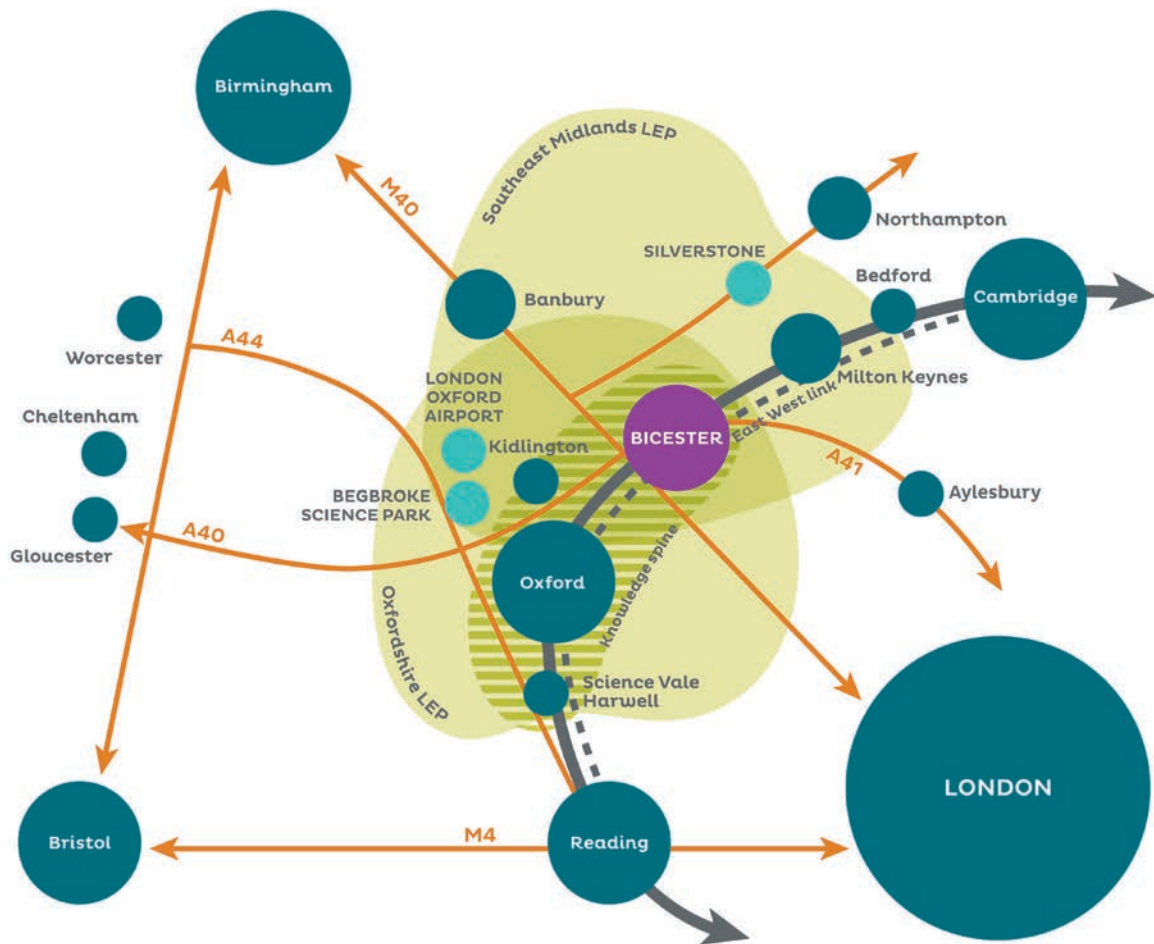 Birmingham
Southeast Midlands LEP
M40
Northampton
SILVERSTONE
Bedford
Cambridge
Banbury
Worcester
A44
LONDON
OXFORD
AIRPORT
Milton Keynes
East West link
Cheltenham
Kidlington
BICESTER
A41
BEGBROKE
SCIENCE PARK
Aylesbury
Gloucester
A40
Knowledge spine
Oxford
Oxfordshire LEP
Science Vale
Harwell
LONDON
Bristol
M4
Reading